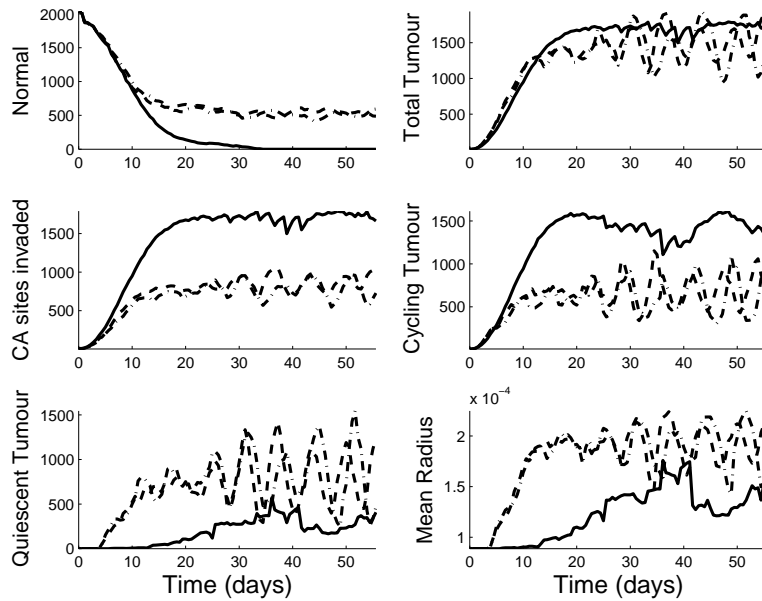 Normal
2000
1500
1000
500
0
0 10 20 30 40 50
Total Tumour
1500
1000
500
0 10 20 30 40 50
CA sites invaded
1500
1000
500
0 10 20 30 40 50
Cycling Tumour
1500
1000
500
0 10 20 30 40 50
Quiescent Tumour
1500
1000
500
0
0 10 20 30 40 50
Time (days)
Mean Radius
x 10⁻⁴
2
1.5
1
0 10 20 30 40 50
Time (days)